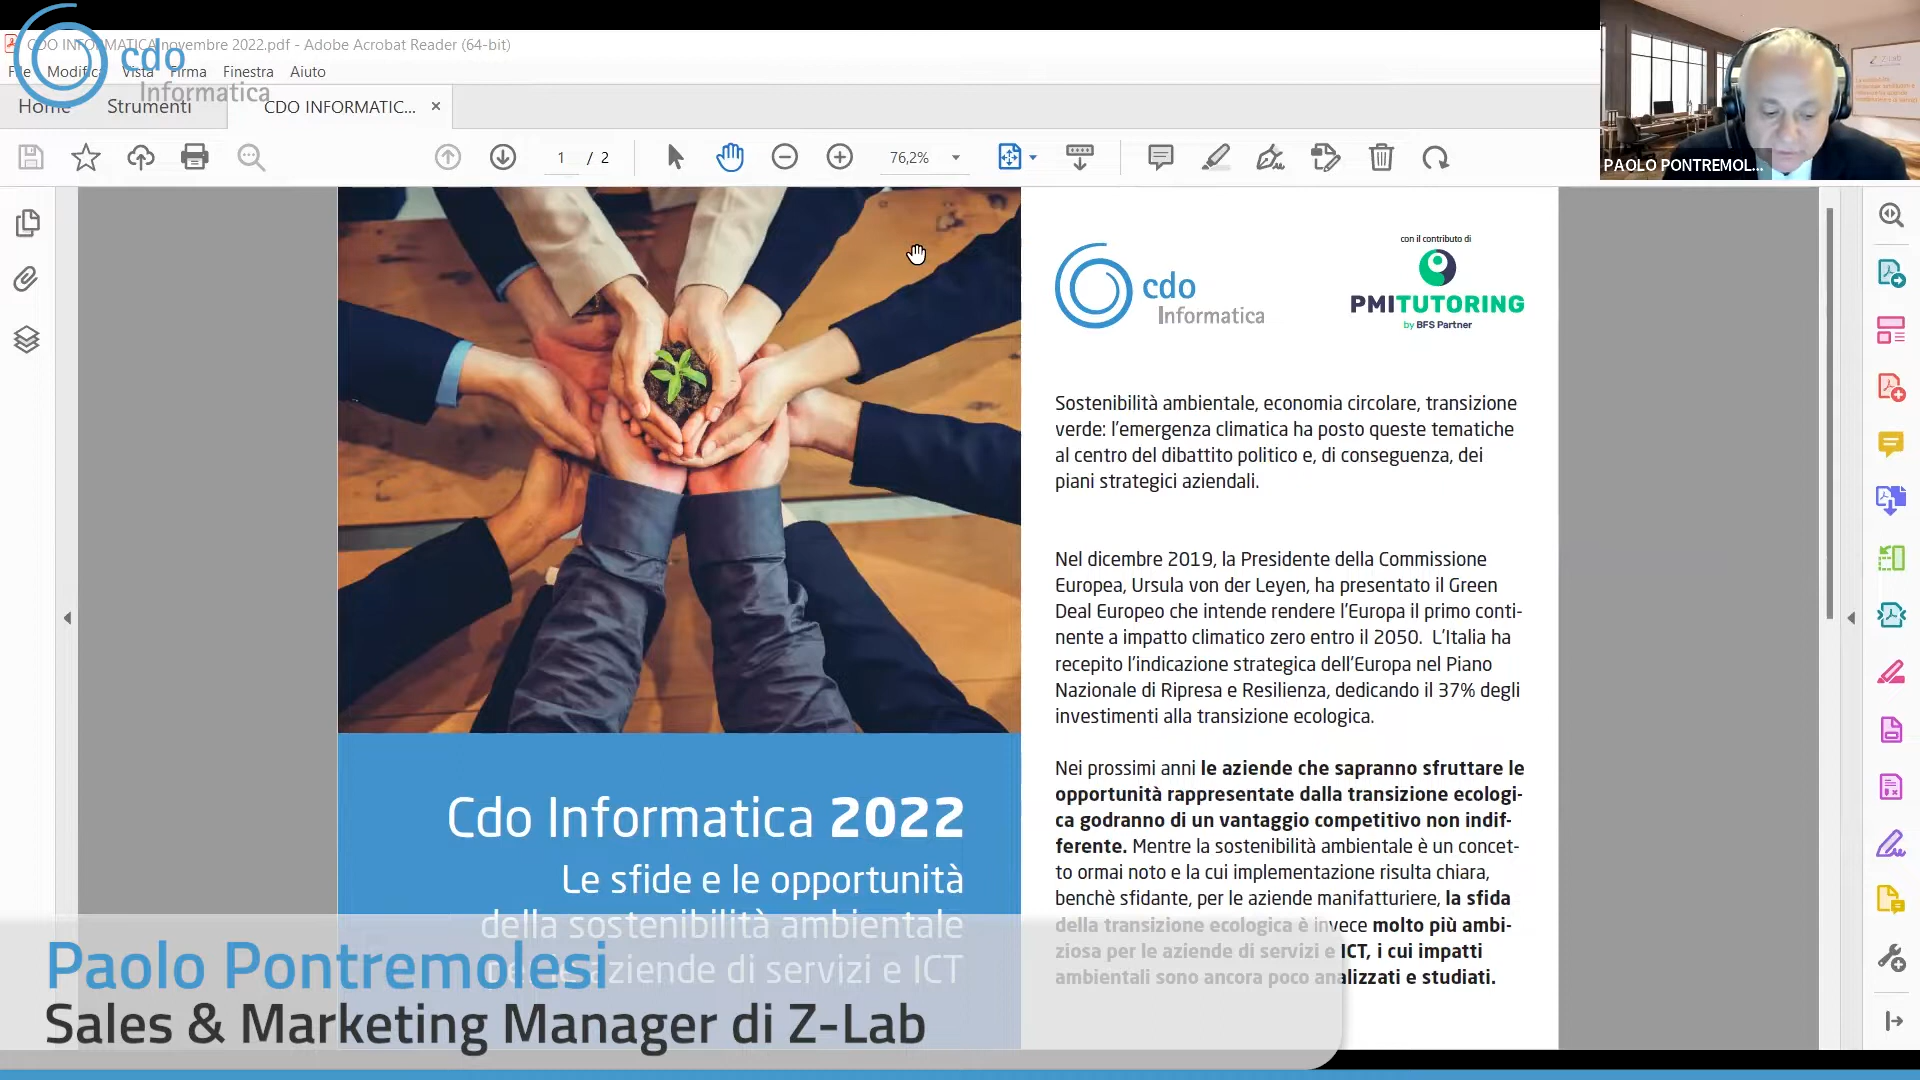 CDO INFORMATICA novembre 2022.pdf - Adobe Acrobat Reader (64-bit)
File Modifica Vista Firma Finestra Aiuto
cdo
Informatica
Home Strumenti CDO INFORMATIC... ×
1 / 2 76,2%
Z-Lab
PAOLO PONTREMOL...
con il contributo di
cdo
Informatica
PMITUTORING
by BFS Partner
Sostenibilità ambientale, economia circolare, transizione
verde: l'emergenza climatica ha posto queste tematiche
al centro del dibattito politico e, di conseguenza, dei
piani strategici aziendali.
Nel dicembre 2019, la Presidente della Commissione
Europea, Ursula von der Leyen, ha presentato il Green
Deal Europeo che intende rendere l'Europa il primo conti-
nente a impatto climatico zero entro il 2050. L'Italia ha
recepito l'indicazione strategica dell'Europa nel Piano
Nazionale di Ripresa e Resilienza, dedicando il 37% degli
investimenti alla transizione ecologica.
Nei prossimi anni le aziende che sapranno sfruttare le
opportunità rappresentate dalla transizione ecologi-
ca godranno di un vantaggio competitivo non indif-
ferente. Mentre la sostenibilità ambientale è un concet-
to ormai noto e la cui implementazione risulta chiara,
benchè sfidante, per le aziende manifatturiere, la sfida
della transizione ecologica è invece molto più ambi-
ziosa per le aziende di servizi e ICT, i cui impatti
ambientali sono ancora poco analizzati e studiati.
Cdo Informatica 2022
Le sfide e le opportunità
della sostenibilità ambientale
per le aziende di servizi e ICT
Paolo Pontremolesi
Sales & Marketing Manager di Z-Lab